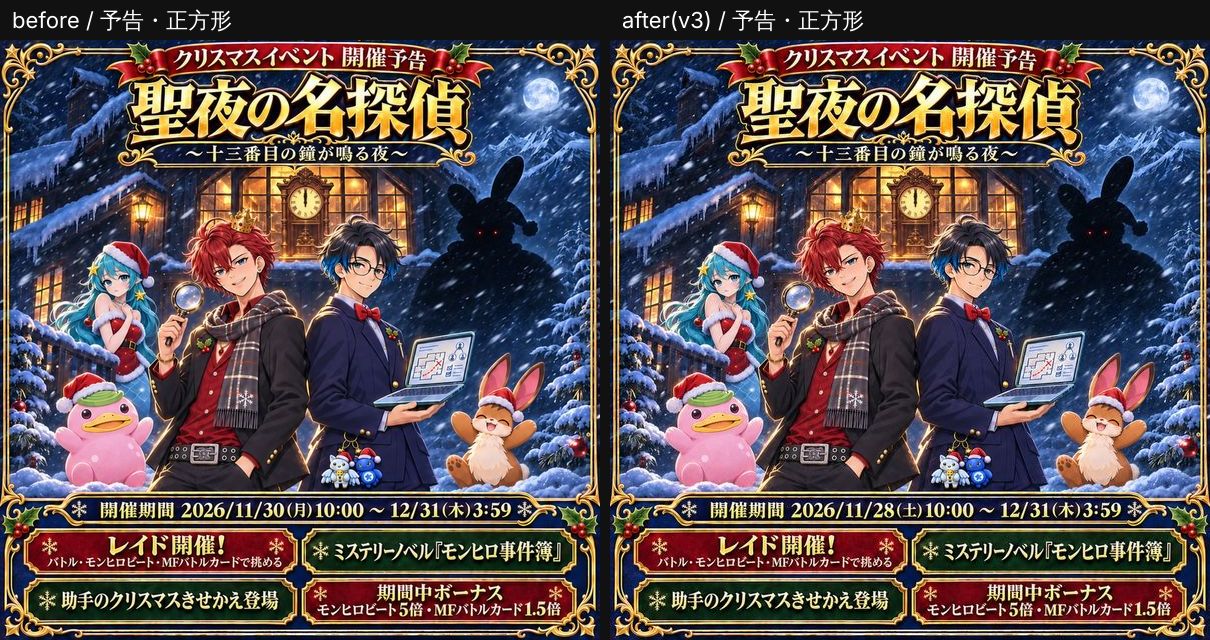 before / 予告・正方形
クリスマスイベント 開催予告
聖夜の名探偵
～十三番目の鐘が鳴る夜～
開催期間 2026/11/30(月)10:00 ～ 12/31(木)3:59
レイド開催!
バトル・モンヒロビート・MFバトルカードで挑める
ミステリーノベル『モンヒロ事件簿』
助手のクリスマスきせかえ登場
期間中ボーナス
モンヒロビート5倍・MFバトルカード1.5倍
after(v3) / 予告・正方形
クリスマスイベント 開催予告
聖夜の名探偵
～十三番目の鐘が鳴る夜～
開催期間 2026/11/28(土)10:00 ～ 12/31(木)3:59
レイド開催!
バトル・モンヒロビート・MFバトルカードで挑める
ミステリーノベル『モンヒロ事件簿』
助手のクリスマスきせかえ登場
期間中ボーナス
モンヒロビート5倍・MFバトルカード1.5倍